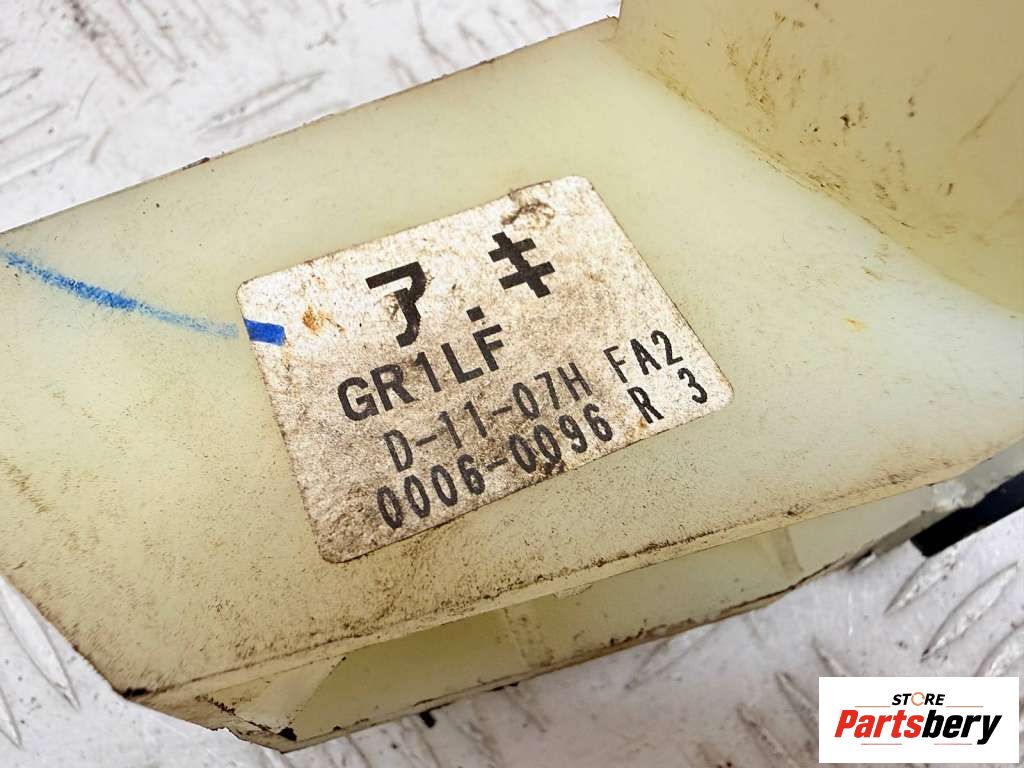 ア.キ
GR1LF
D-11-07H FA2
0006-0096 R 3
STORE
Partsbery